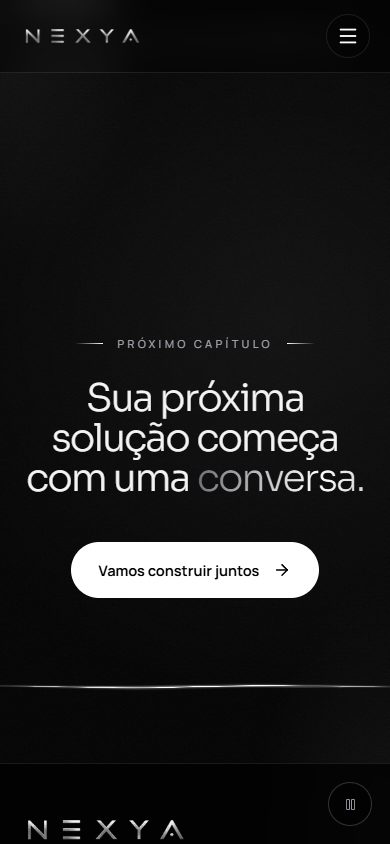 NEXYA
PRÓXIMO CAPÍTULO
Sua próxima
solução começa
com uma conversa.
Vamos construir juntos
NEXYA